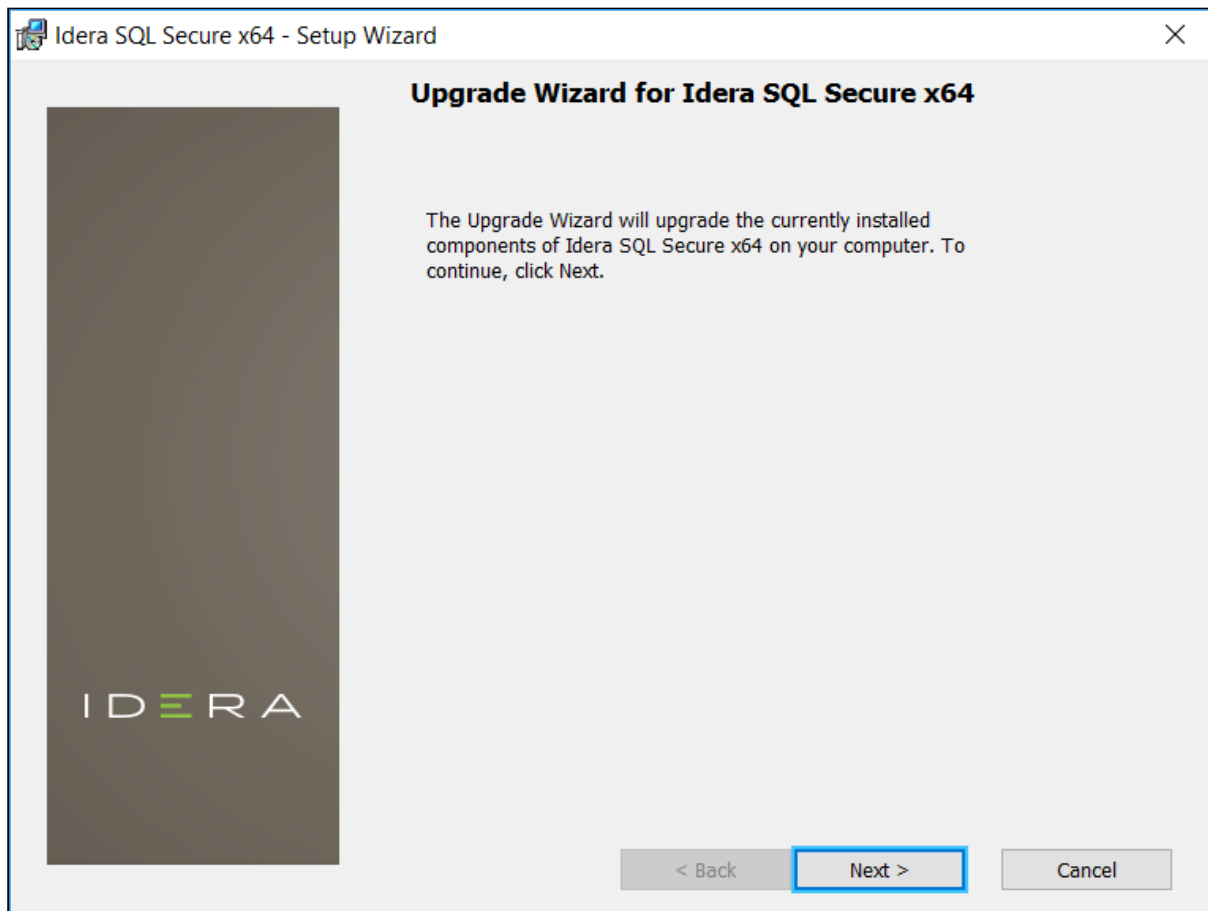 Idera SQL Secure x64 - Setup Wizard
Upgrade Wizard for Idera SQL Secure x64
The Upgrade Wizard will upgrade the currently installed
components of Idera SQL Secure x64 on your computer. To
continue, click Next.
IDERA
< Back
Next >
Cancel